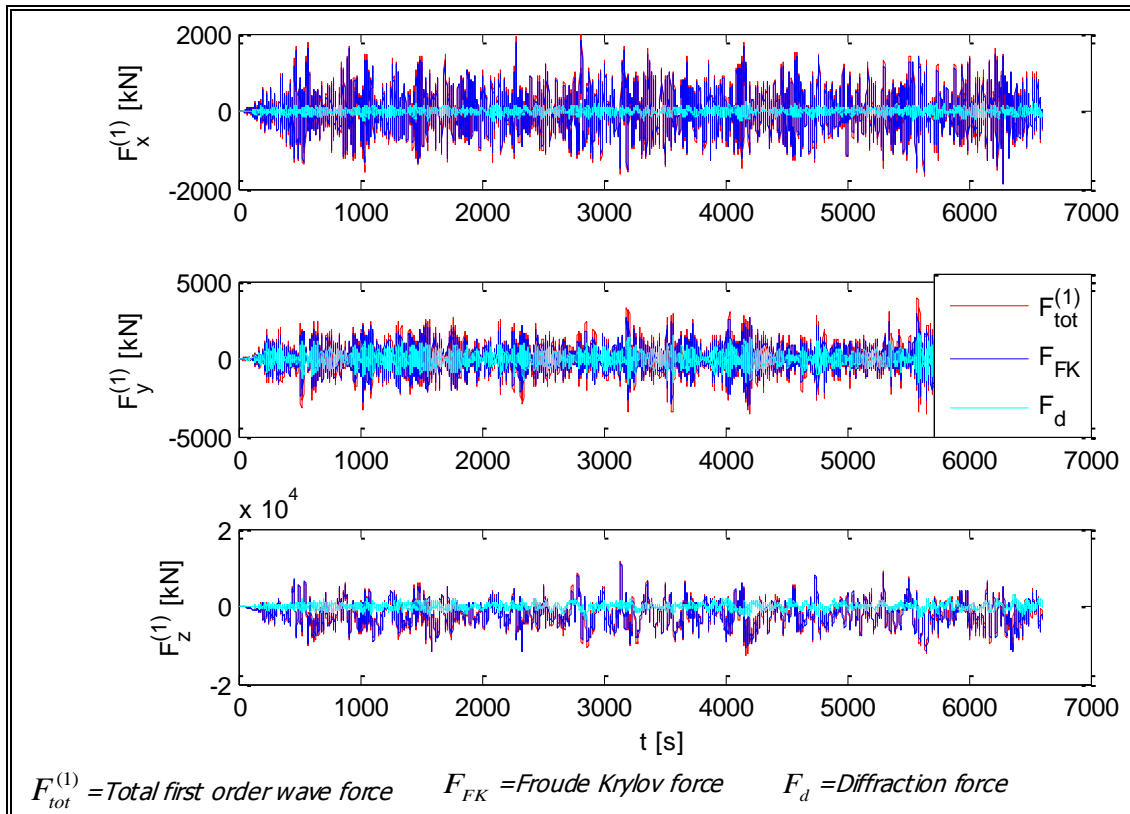 2000
0
-2000
F_x^(1) [kN]
0 1000 2000 3000 4000 5000 6000 7000
5000
0
-5000
F_y^(1) [kN]
F_tot^(1)
F_FK
F_d
0 1000 2000 3000 4000 5000 6000 7000
x 10^4
2
0
-2
F_z^(1) [kN]
0 1000 2000 3000 4000 5000 6000 7000
t [s]
F_tot^(1) =Total first order wave force F_FK =Froude Krylov force F_d =Diffraction force